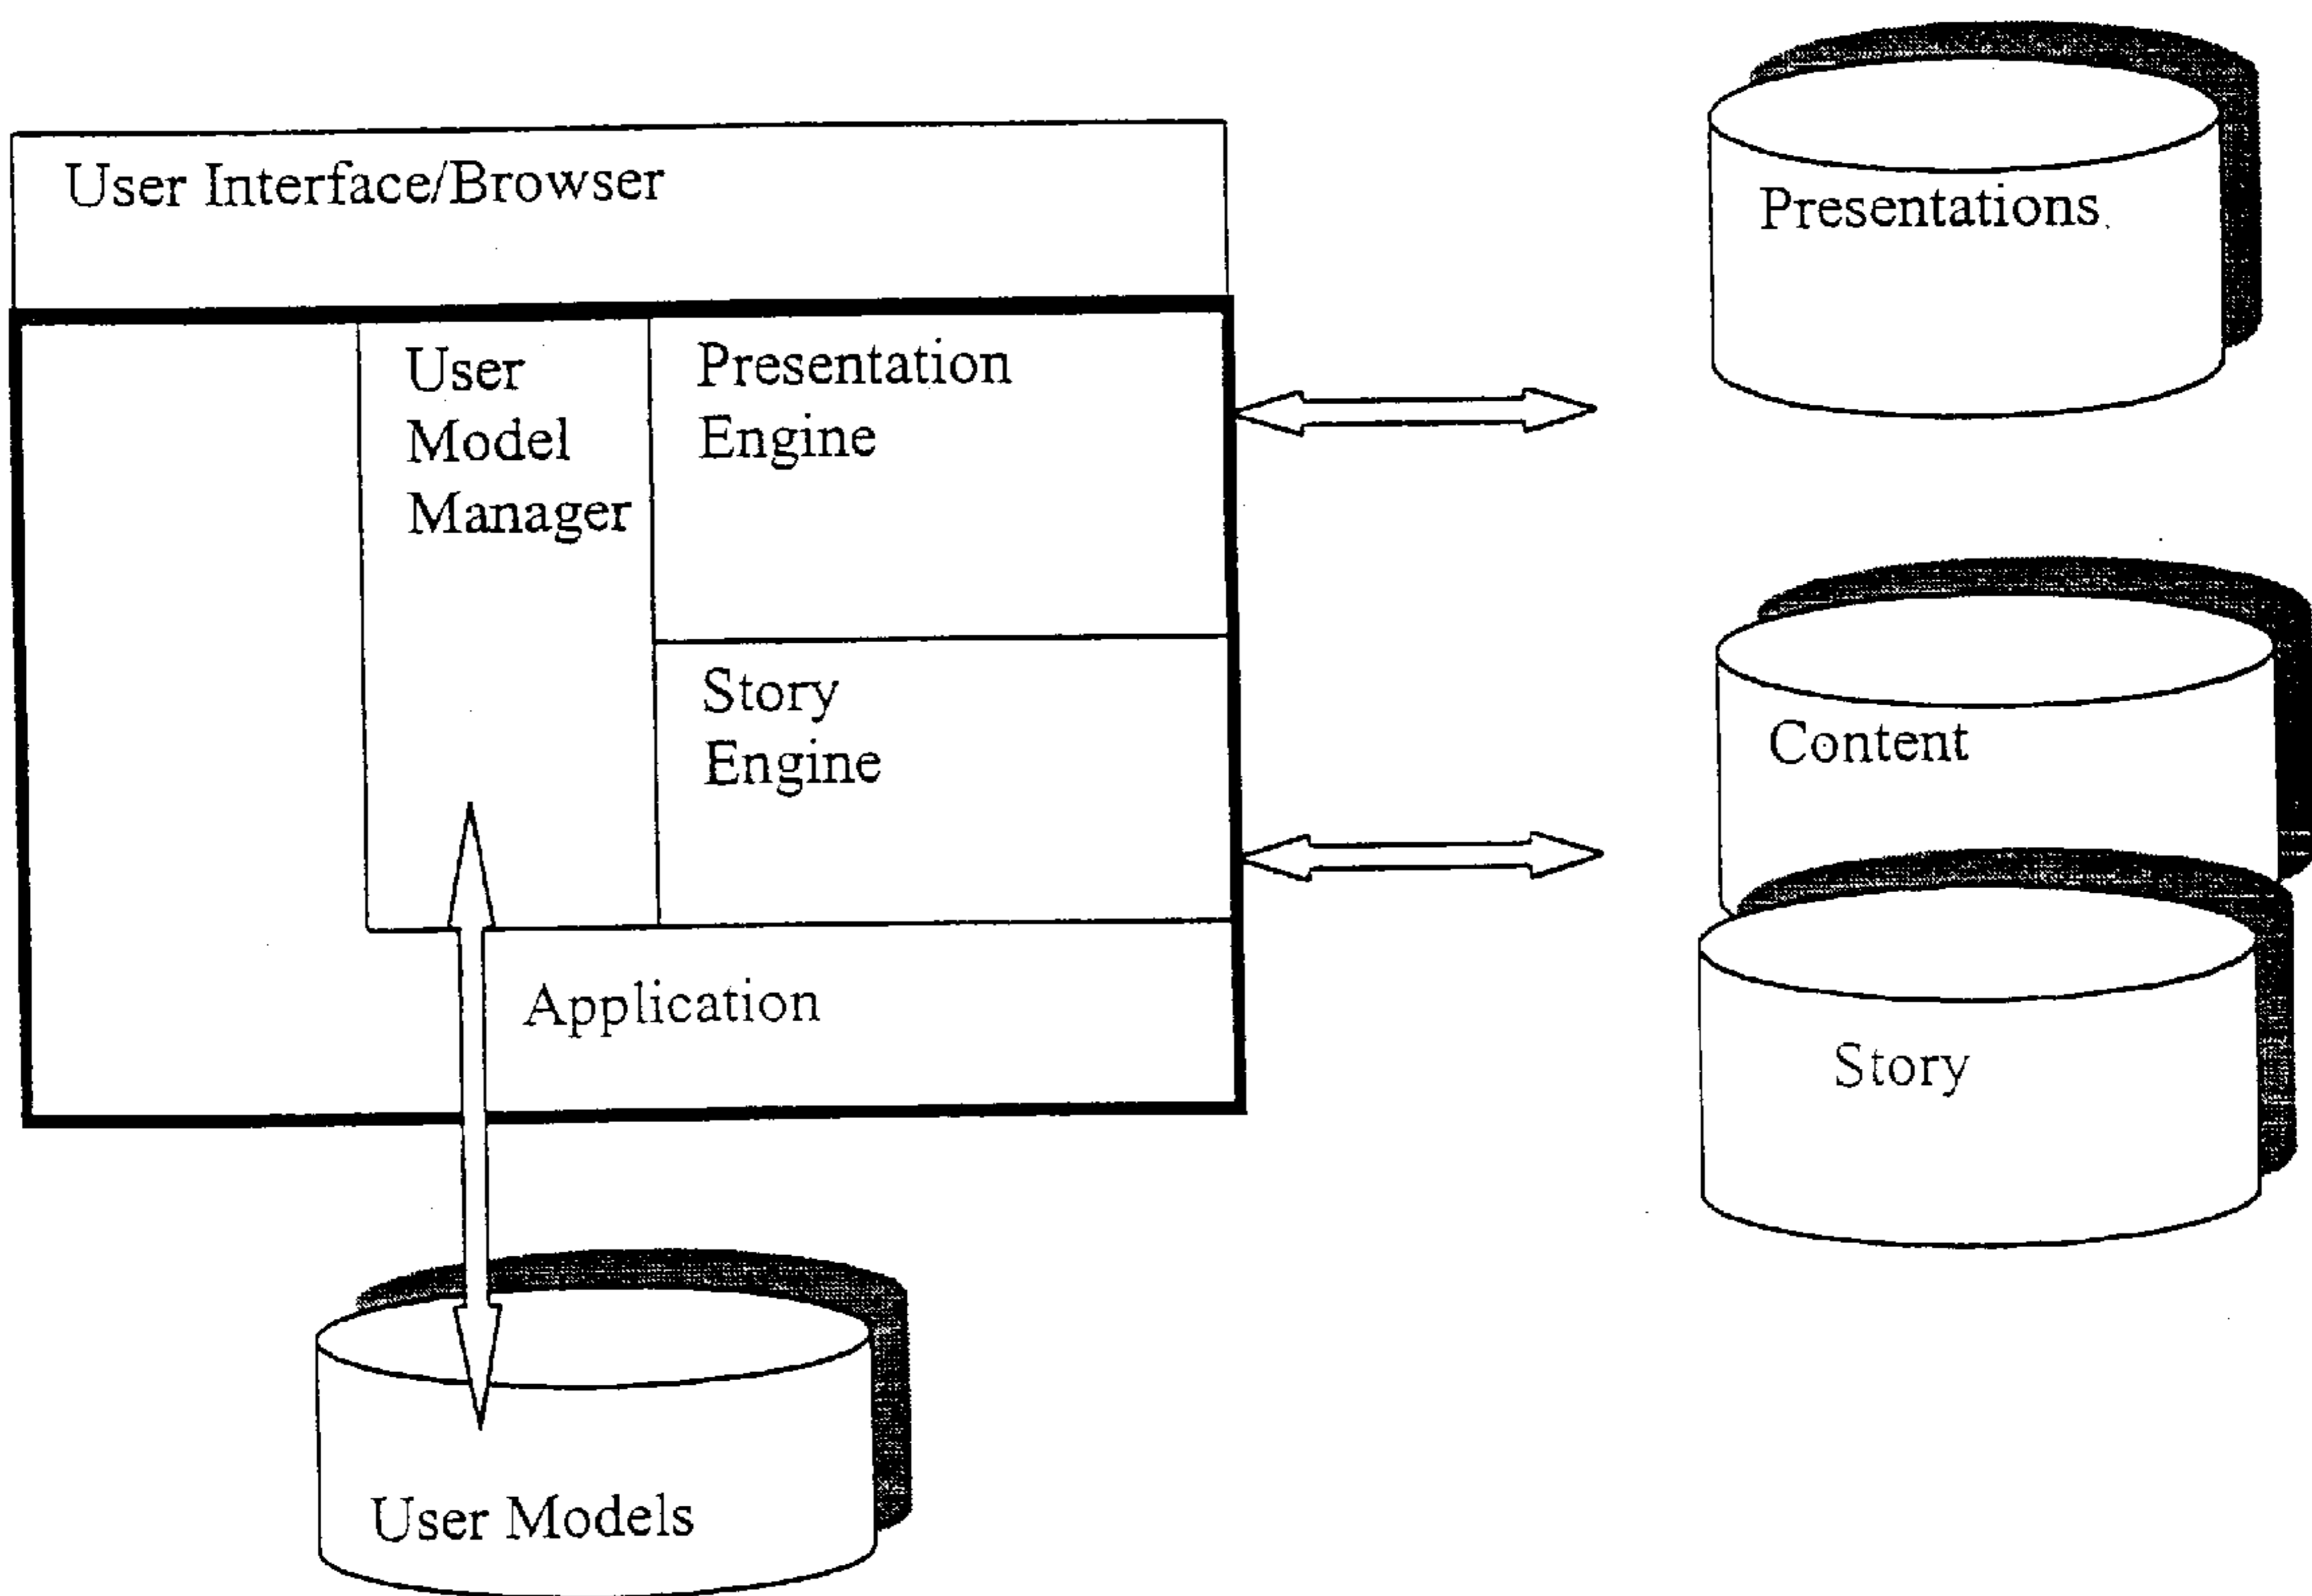 User Interface/Browser
Presentations
User
Model
Manager
Presentation
Engine
Story
Engine
Content
Application
Story
User Models